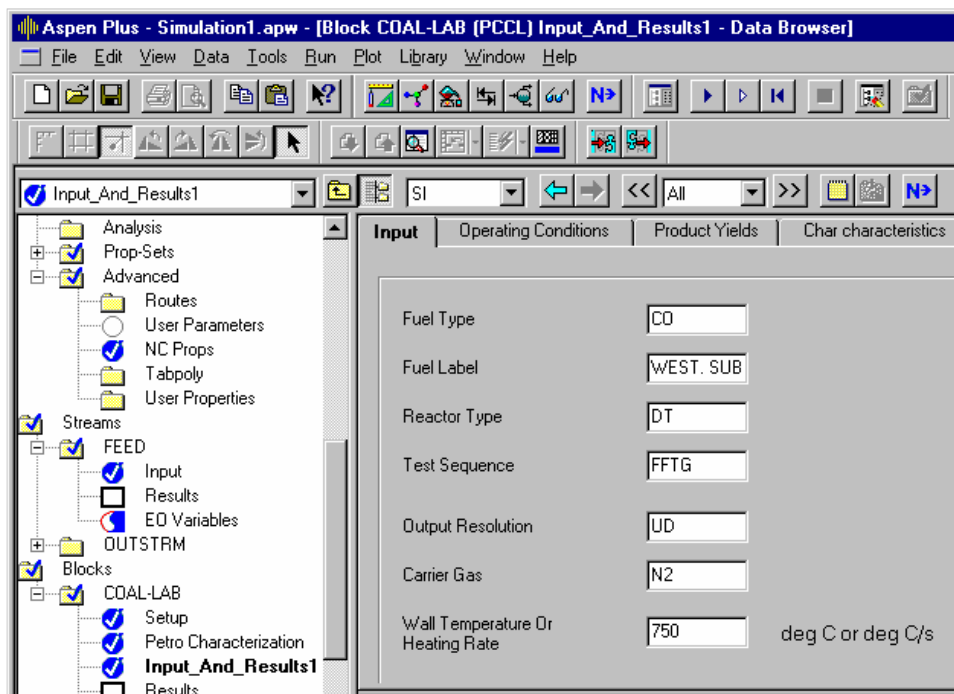 Aspen Plus - Simulation1.apw - [Block COAL-LAB (PCCL) Input_And_Results1 - Data Browser]
File Edit View Data Tools Run Plot Library Window Help
N
Input_And_Results1 SI << All >> N
Analysis
Prop-Sets
Advanced
Routes
User Parameters
NC Props
Tabpoly
User Properties
Streams
FEED
Input
Results
EO Variables
OUTSTRM
Blocks
COAL-LAB
Setup
Petro Characterization
Input_And_Results1
Results
Input Operating Conditions Product Yields Char characteristics
Fuel Type CO
Fuel Label WEST. SUB
Reactor Type DT
Test Sequence FFTG
Output Resolution UD
Carrier Gas N2
Wall Temperature Or
Heating Rate 750 deg C or deg C/s